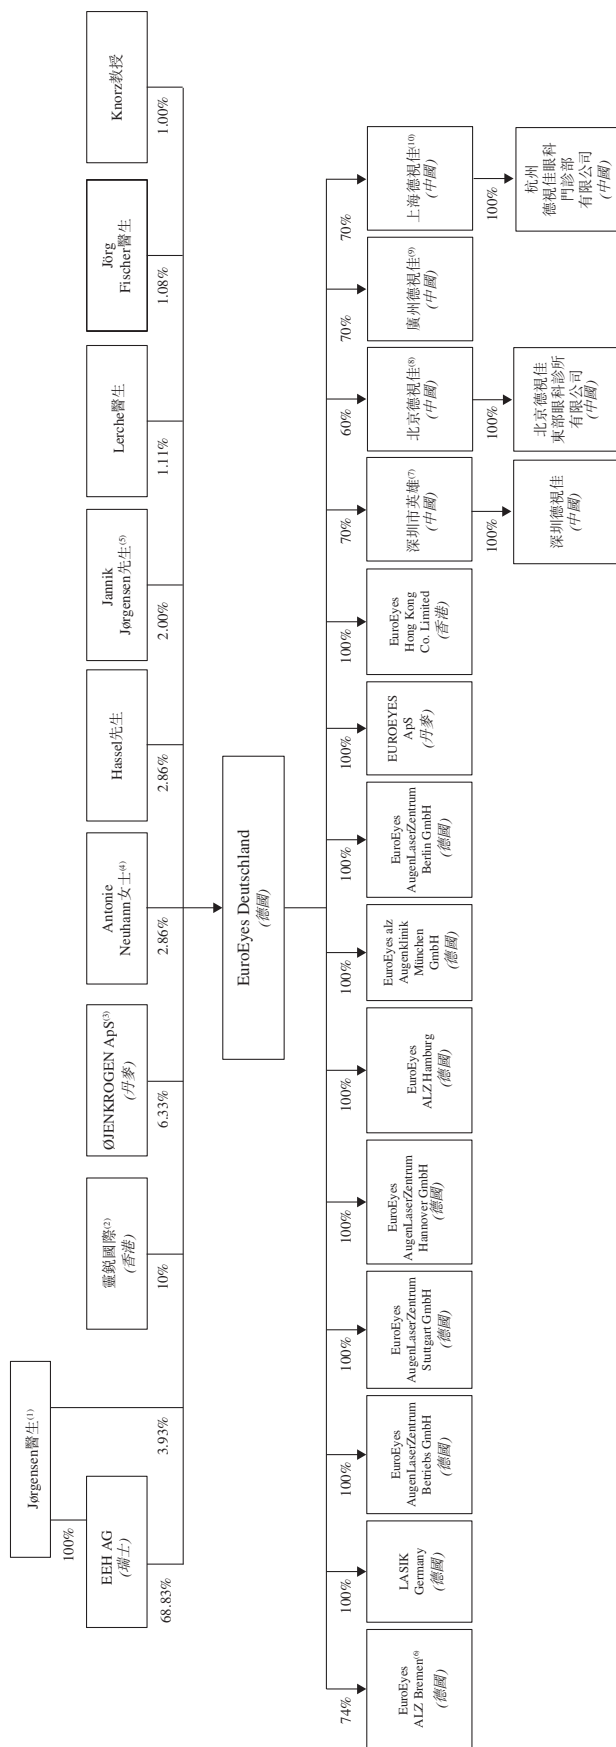 Jørgensen醫生(1)
100%
EEH AG
(瑞士)
68.83%
3.93%
靈銳國際(2)
(香港)
10%
ØJENKROGEN ApS(3)
(丹麥)
6.33%
Antonie
Neuhann女士(4)
2.86%
Hassel先生
2.86%
Jannik
Jørgensen先生(5)
2.00%
Lerche醫生
1.11%
Jörg
Fischer醫生
1.08%
Knorz教授
1.00%
EuroEyes Deutschland
(德國)
74%
EuroEyes
ALZ Bremen(6)
(德國)
100%
LASIK
Germany
(德國)
100%
EuroEyes
AugenLaserZentrum
Betriebs GmbH
(德國)
100%
EuroEyes
AugenLaserZentrum
Stuttgart GmbH
(德國)
100%
EuroEyes
AugenLaserZentrum
Hannover GmbH
(德國)
100%
EuroEyes
ALZ Hamburg
(德國)
100%
EuroEyes alz
Augenklinik
München
GmbH
(德國)
100%
EuroEyes
AugenLaserZentrum
Berlin GmbH
(德國)
100%
EUROEYES
ApS
(丹麥)
100%
EuroEyes
Hong Kong
Co. Limited
(香港)
70%
深圳市英雄(7)
(中國)
100%
深圳德視佳
(中國)
60%
北京德視佳(8)
(中國)
100%
北京德視佳
東部眼科診所
有限公司
(中國)
70%
廣州德視佳(9)
(中國)
70%
上海德視佳(10)
(中國)
100%
杭州
德視佳眼科
門診部
有限公司
(中國)